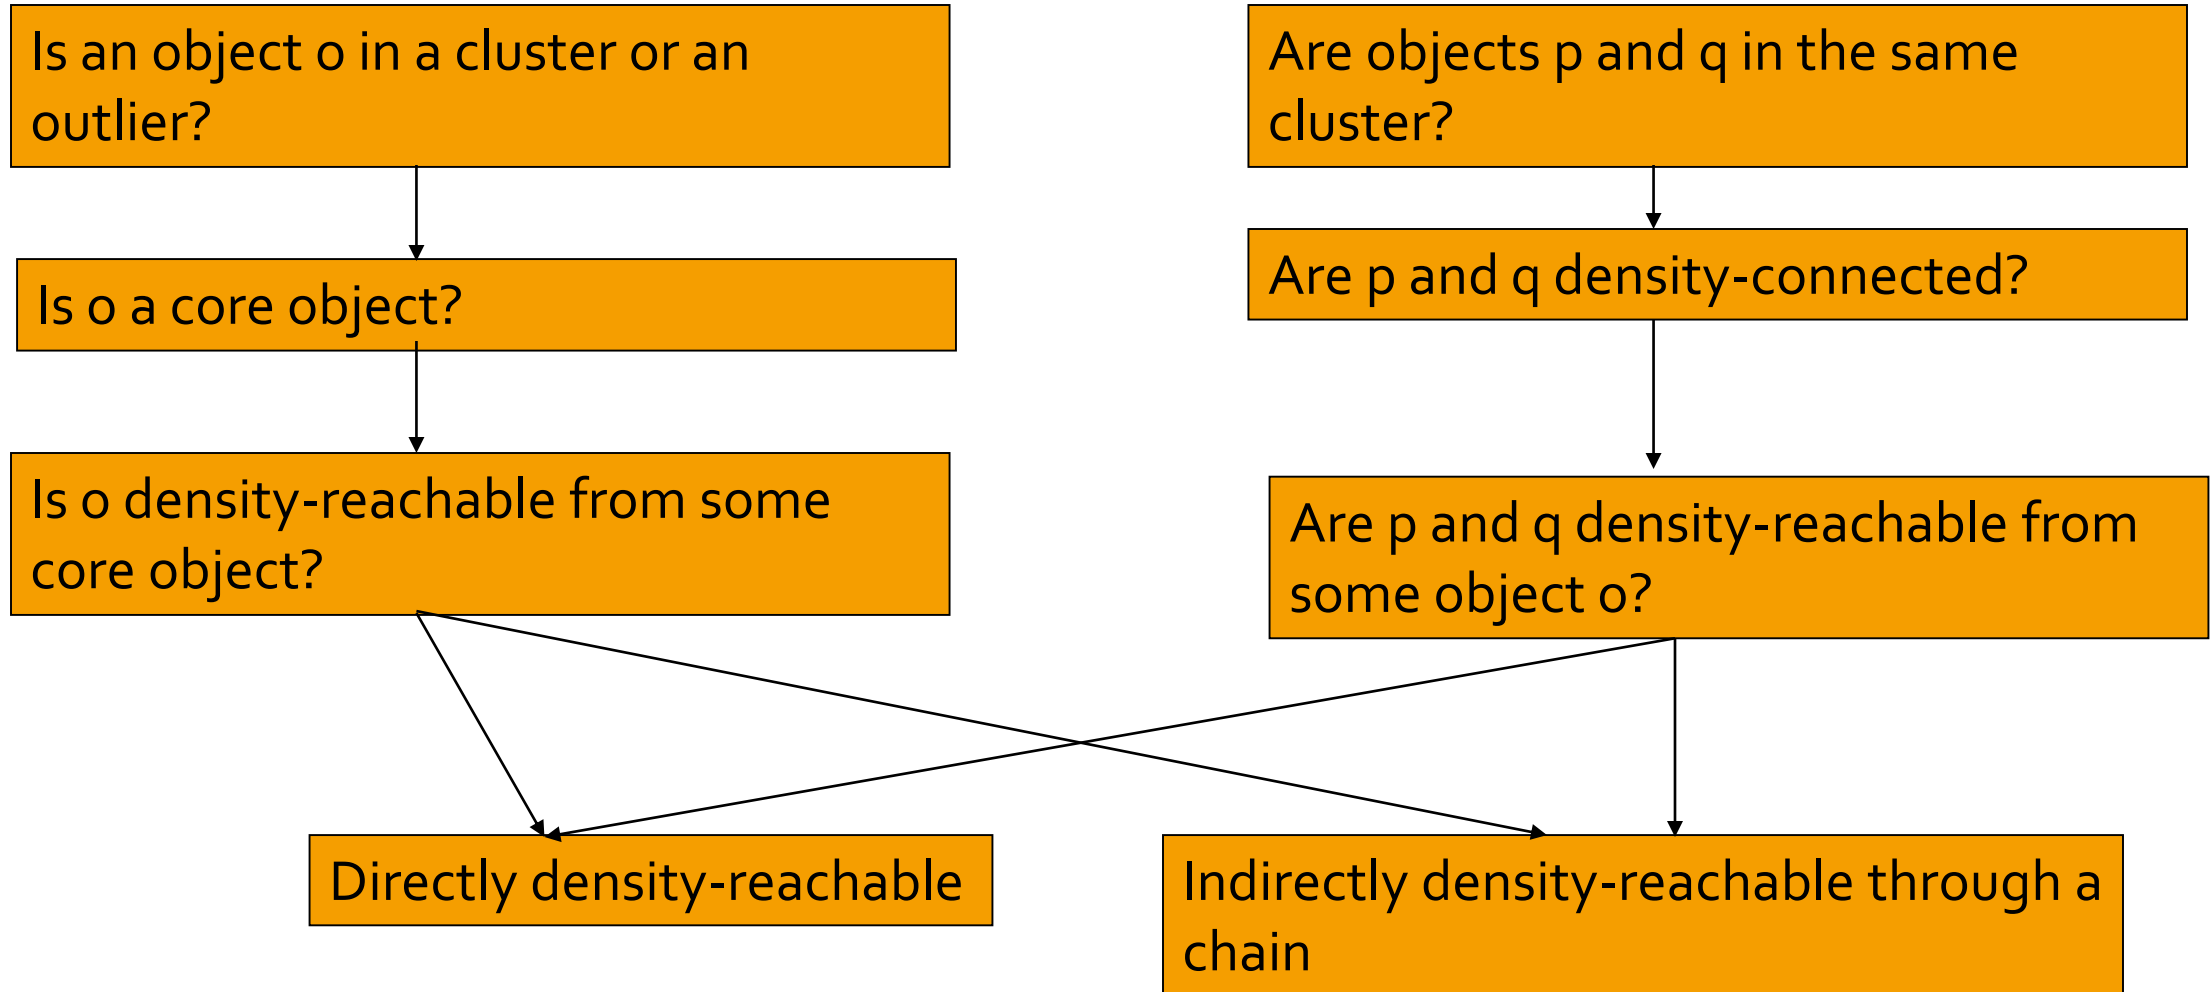 Is an object o in a cluster or an
outlier?
Is o a core object?
Is o density-reachable from some
core object?
Are objects p and q in the same
cluster?
Are p and q density-connected?
Are p and q density-reachable from
some object o?
Directly density-reachable
Indirectly density-reachable through a
chain